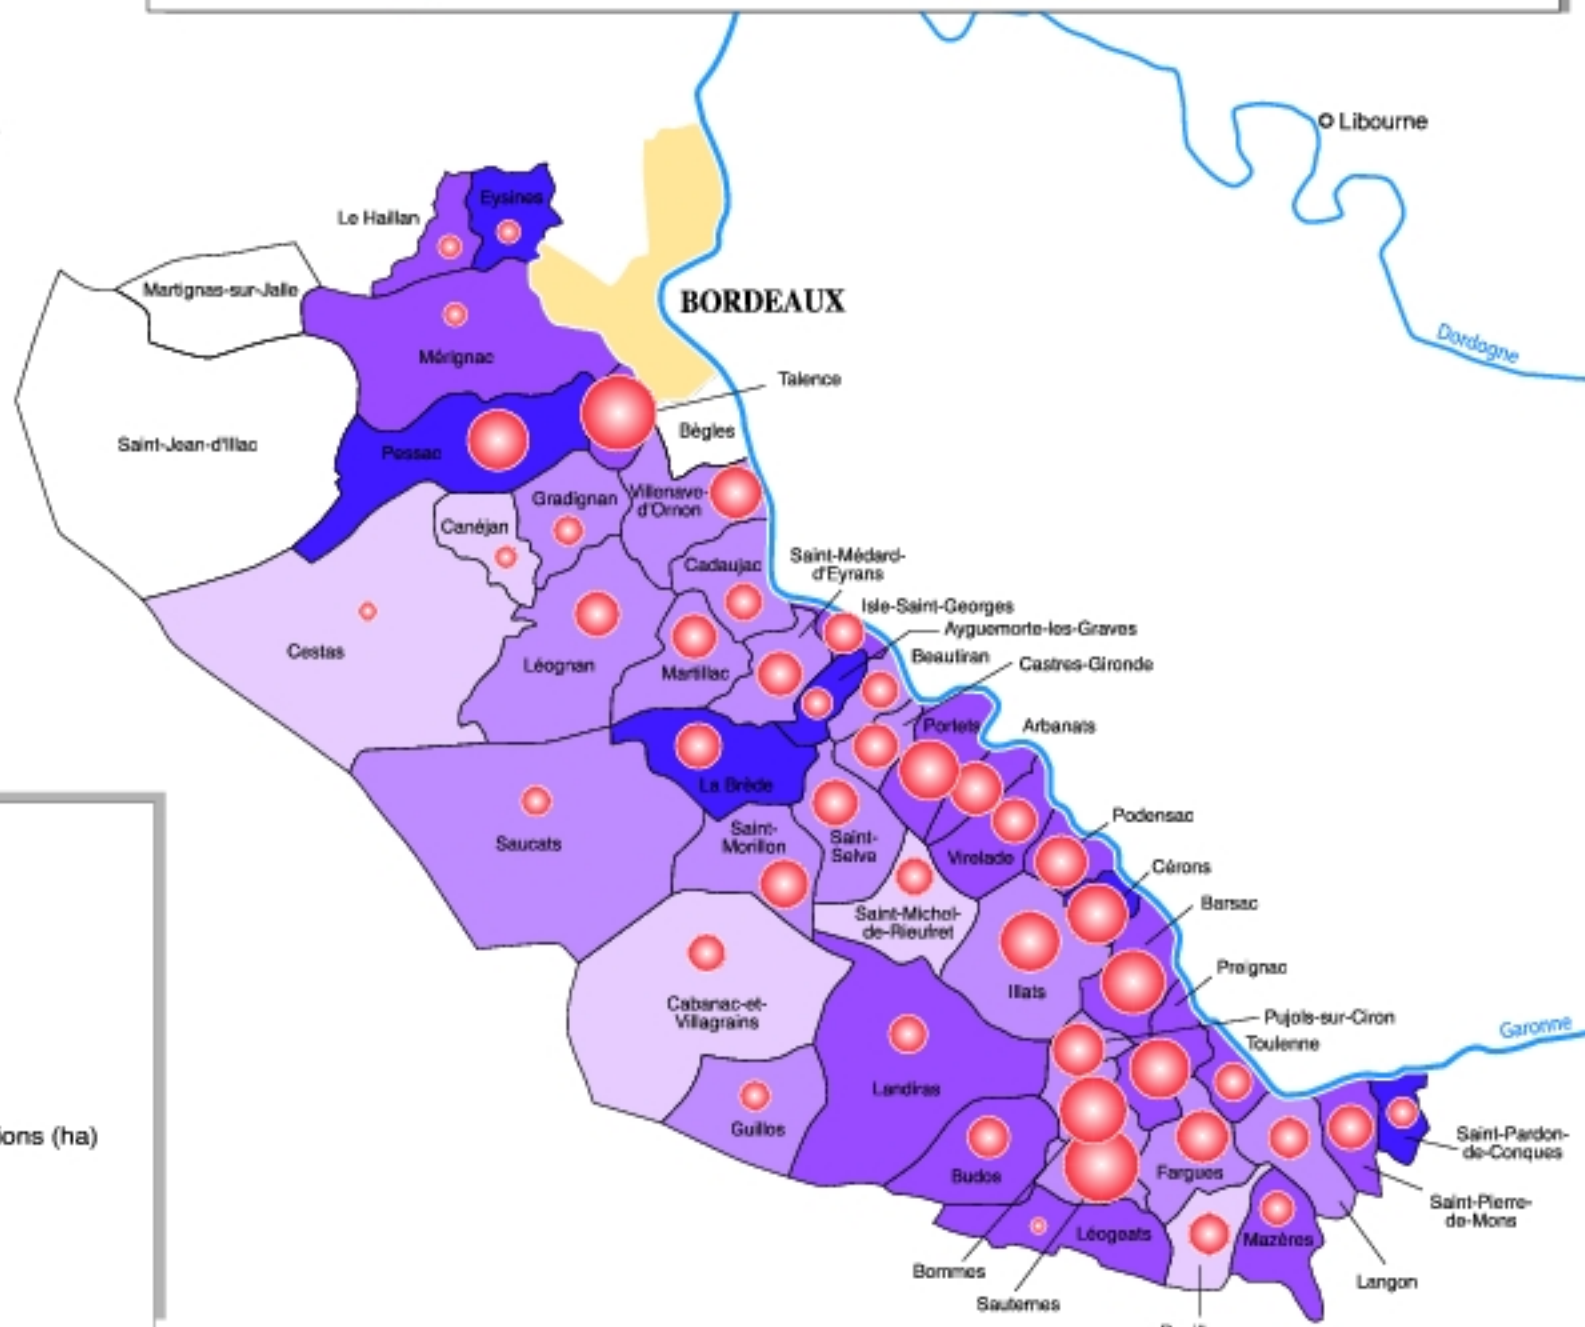 Libourne
Eysines
Le Haillan
Martignas-sur-Jalle
BORDEAUX
Dordogne
Mérignac
Talence
Bègles
Saint-Jean-d'Illac
Pessac
Gradignan
Villenave-
d'Ornon
Canéjan
Cadaujac
Saint-Médard-
d'Eyrans
Isle-Saint-Georges
Ayguemorte-les-Graves
Beautiran
Castres-Gironde
Cestas
Léognan
Martillac
Portets
Arbanats
La Brède
Podensac
Saucats
Saint-
Morillon
Saint-
Selve
Virelade
Cérons
Barsac
Saint-Michel-
de-Rieufret
Preignac
Illats
Cabanac-et-
Villagrains
Pujols-sur-Ciron
Garonne
Toulenne
Landiras
Guillos
ions (ha)
Saint-Pardon-
de-Conques
Budos
Fargues
Saint-Pierre-
de-Mons
Léogeats
Mazères
Bommes
Langon
Sauternes